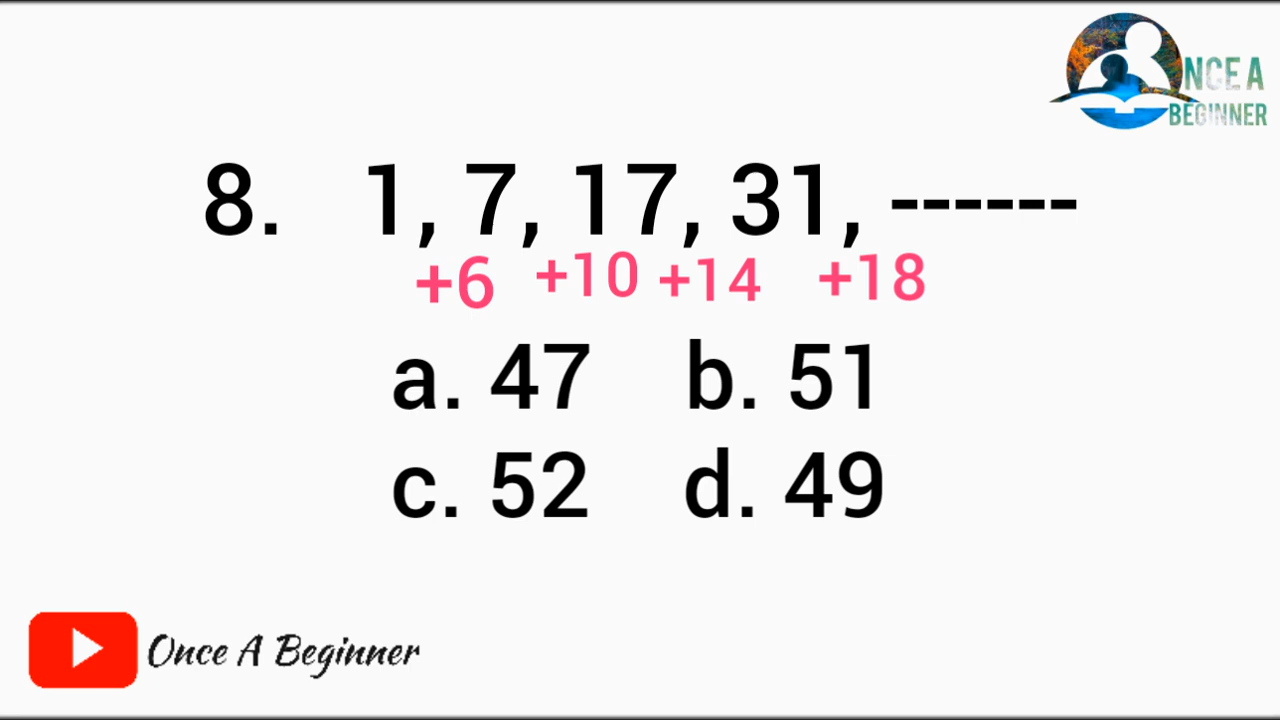 NCE A
BEGINNER
8. 1, 7, 17, 31, ------
+6 +10 +14 +18
a. 47 b. 51
c. 52 d. 49
Once A Beginner